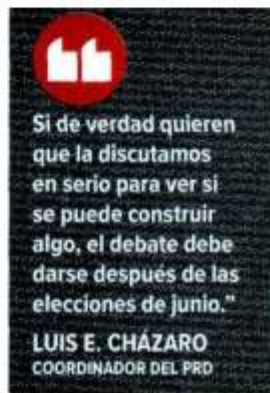 Si de verdad quieren
que la discutamos
en serio para ver si
se puede construir
algo, el debate debe
darse después de las
elecciones de junio."
LUIS E. CHÁZARO
COORDINADOR DEL PRD